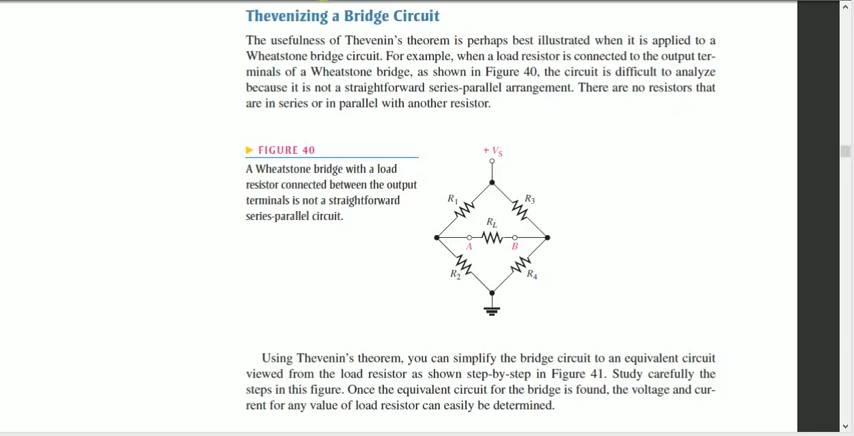 Thevenizing a Bridge Circuit
The usefulness of Thevenin's theorem is perhaps best illustrated when it is applied to a
Wheatstone bridge circuit. For example, when a load resistor is connected to the output ter-
minals of a Wheatstone bridge, as shown in Figure 40, the circuit is difficult to analyze
because it is not a straightforward series-parallel arrangement. There are no resistors that
are in series or in parallel with another resistor.
▶ FIGURE 40
A Wheatstone bridge with a load
resistor connected between the output
terminals is not a straightforward
series-parallel circuit.
+ VS
R1
R3
RL
A
B
R2
R4
Using Thevenin's theorem, you can simplify the bridge circuit to an equivalent circuit
viewed from the load resistor as shown step-by-step in Figure 41. Study carefully the
steps in this figure. Once the equivalent circuit for the bridge is found, the voltage and cur-
rent for any value of load resistor can easily be determined.